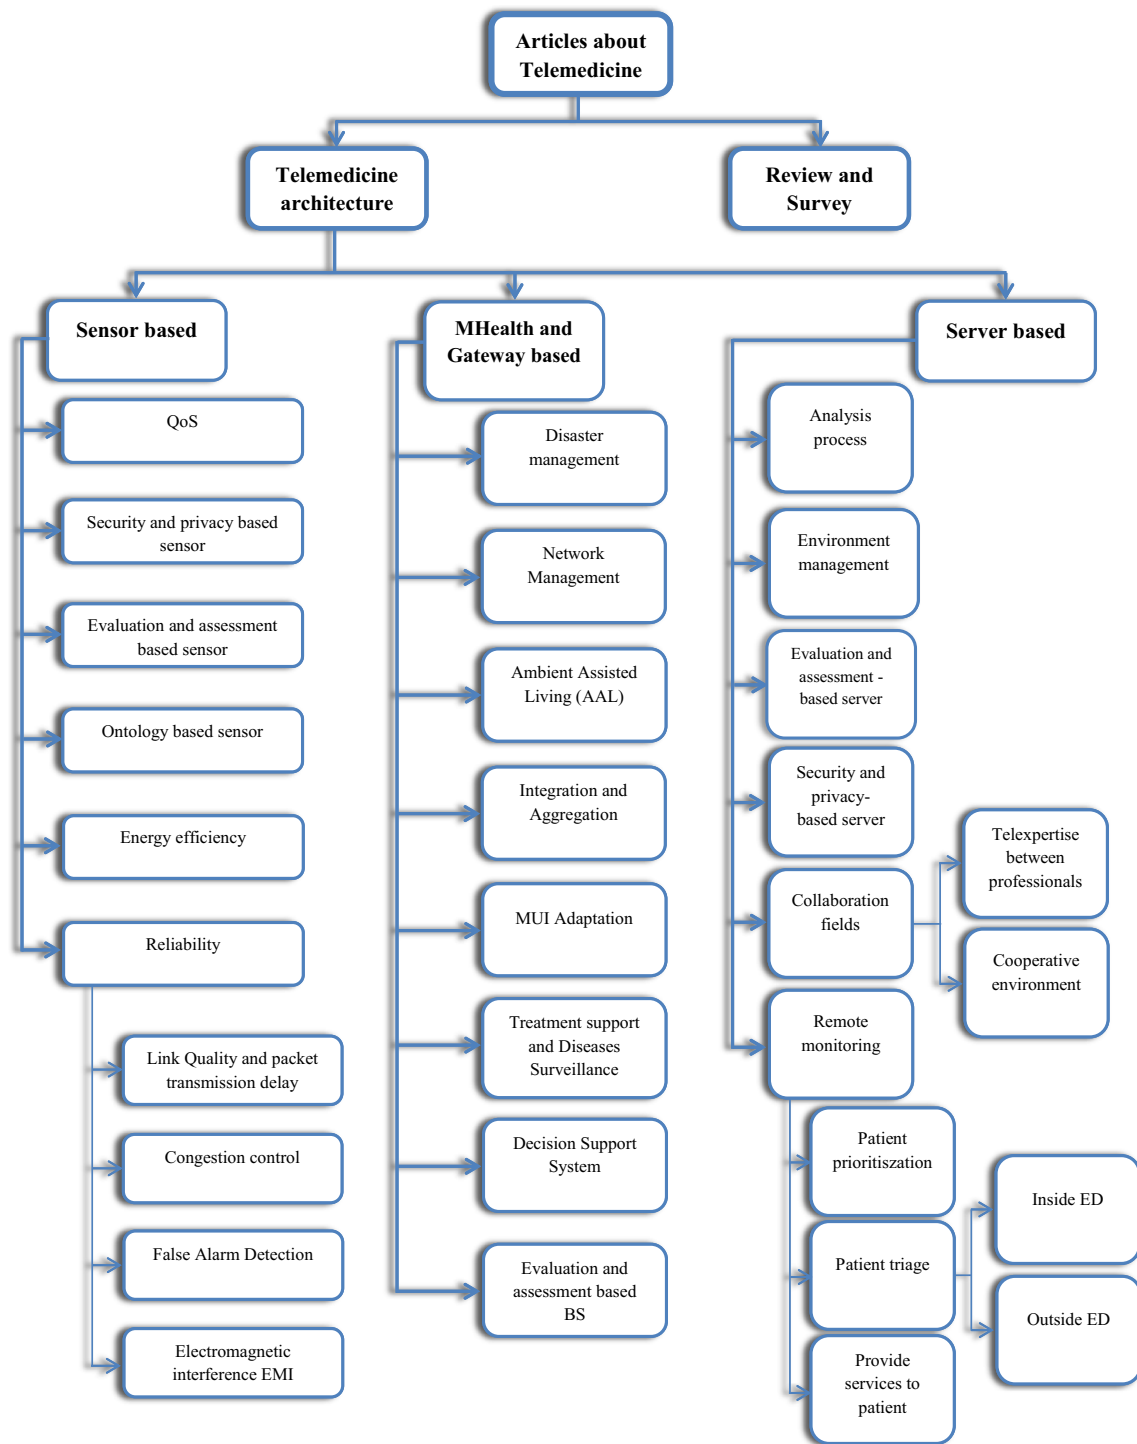 Articles about
Telemedicine
Telemedicine
architecture
Review and
Survey
Sensor based
QoS
Security and privacy based
sensor
Evaluation and assessment
based sensor
Ontology based sensor
Energy efficiency
Reliability
Link Quality and packet
transmission delay
Congestion control
False Alarm Detection
Electromagnetic
interference EMI
MHealth and
Gateway based
Disaster
management
Network
Management
Ambient Assisted
Living (AAL)
Integration and
Aggregation
MUI Adaptation
Treatment support
and Diseases
Surveillance
Decision Support
System
Evaluation and
assessment based
BS
Server based
Analysis
process
Environment
management
Evaluation and
assessment -
based server
Security and
privacy-
based server
Collaboration
fields
Telexpertise
between
professionals
Cooperative
environment
Remote
monitoring
Patient
prioritiszation
Patient triage
Inside ED
Outside ED
Provide
services to
patient